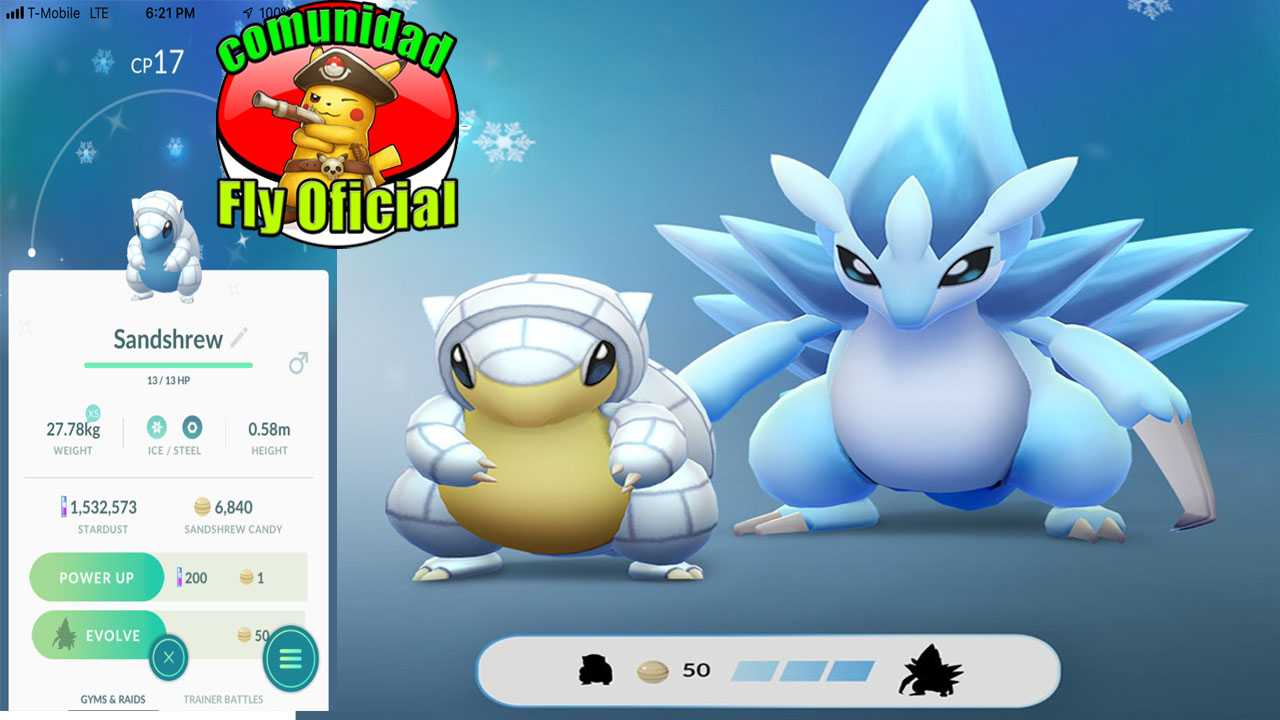 T-Mobile LTE 6:21 PM 100%
CP17
comunidad
Fly Oficial
Sandshrew
13 / 13 HP
XS
27.78kg
WEIGHT
ICE / STEEL
0.58m
HEIGHT
1,532,573
STARDUST
6,840
SANDSHREW CANDY
POWER UP 200 1
EVOLVE 50
GYMS & RAIDS TRAINER BATTLES
50